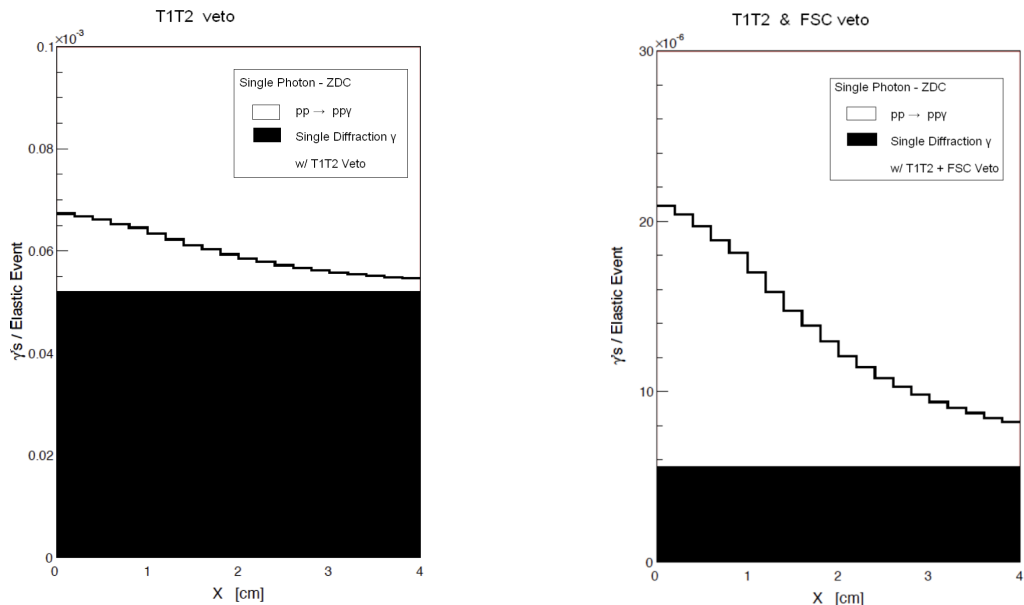 T1T2 veto
×10⁻³
0.1
0.08
0.06
0.04
0.02
0
γ's / Elastic Event
Single Photon - ZDC
pp → ppγ
Single Diffraction γ
w/ T1T2 Veto
0 1 2 3 4
X [cm]
T1T2 & FSC veto
×10⁻⁶
30
20
10
0
γ's / Elastic Event
Single Photon - ZDC
pp → ppγ
Single Diffraction γ
w/ T1T2 + FSC Veto
0 1 2 3 4
X [cm]